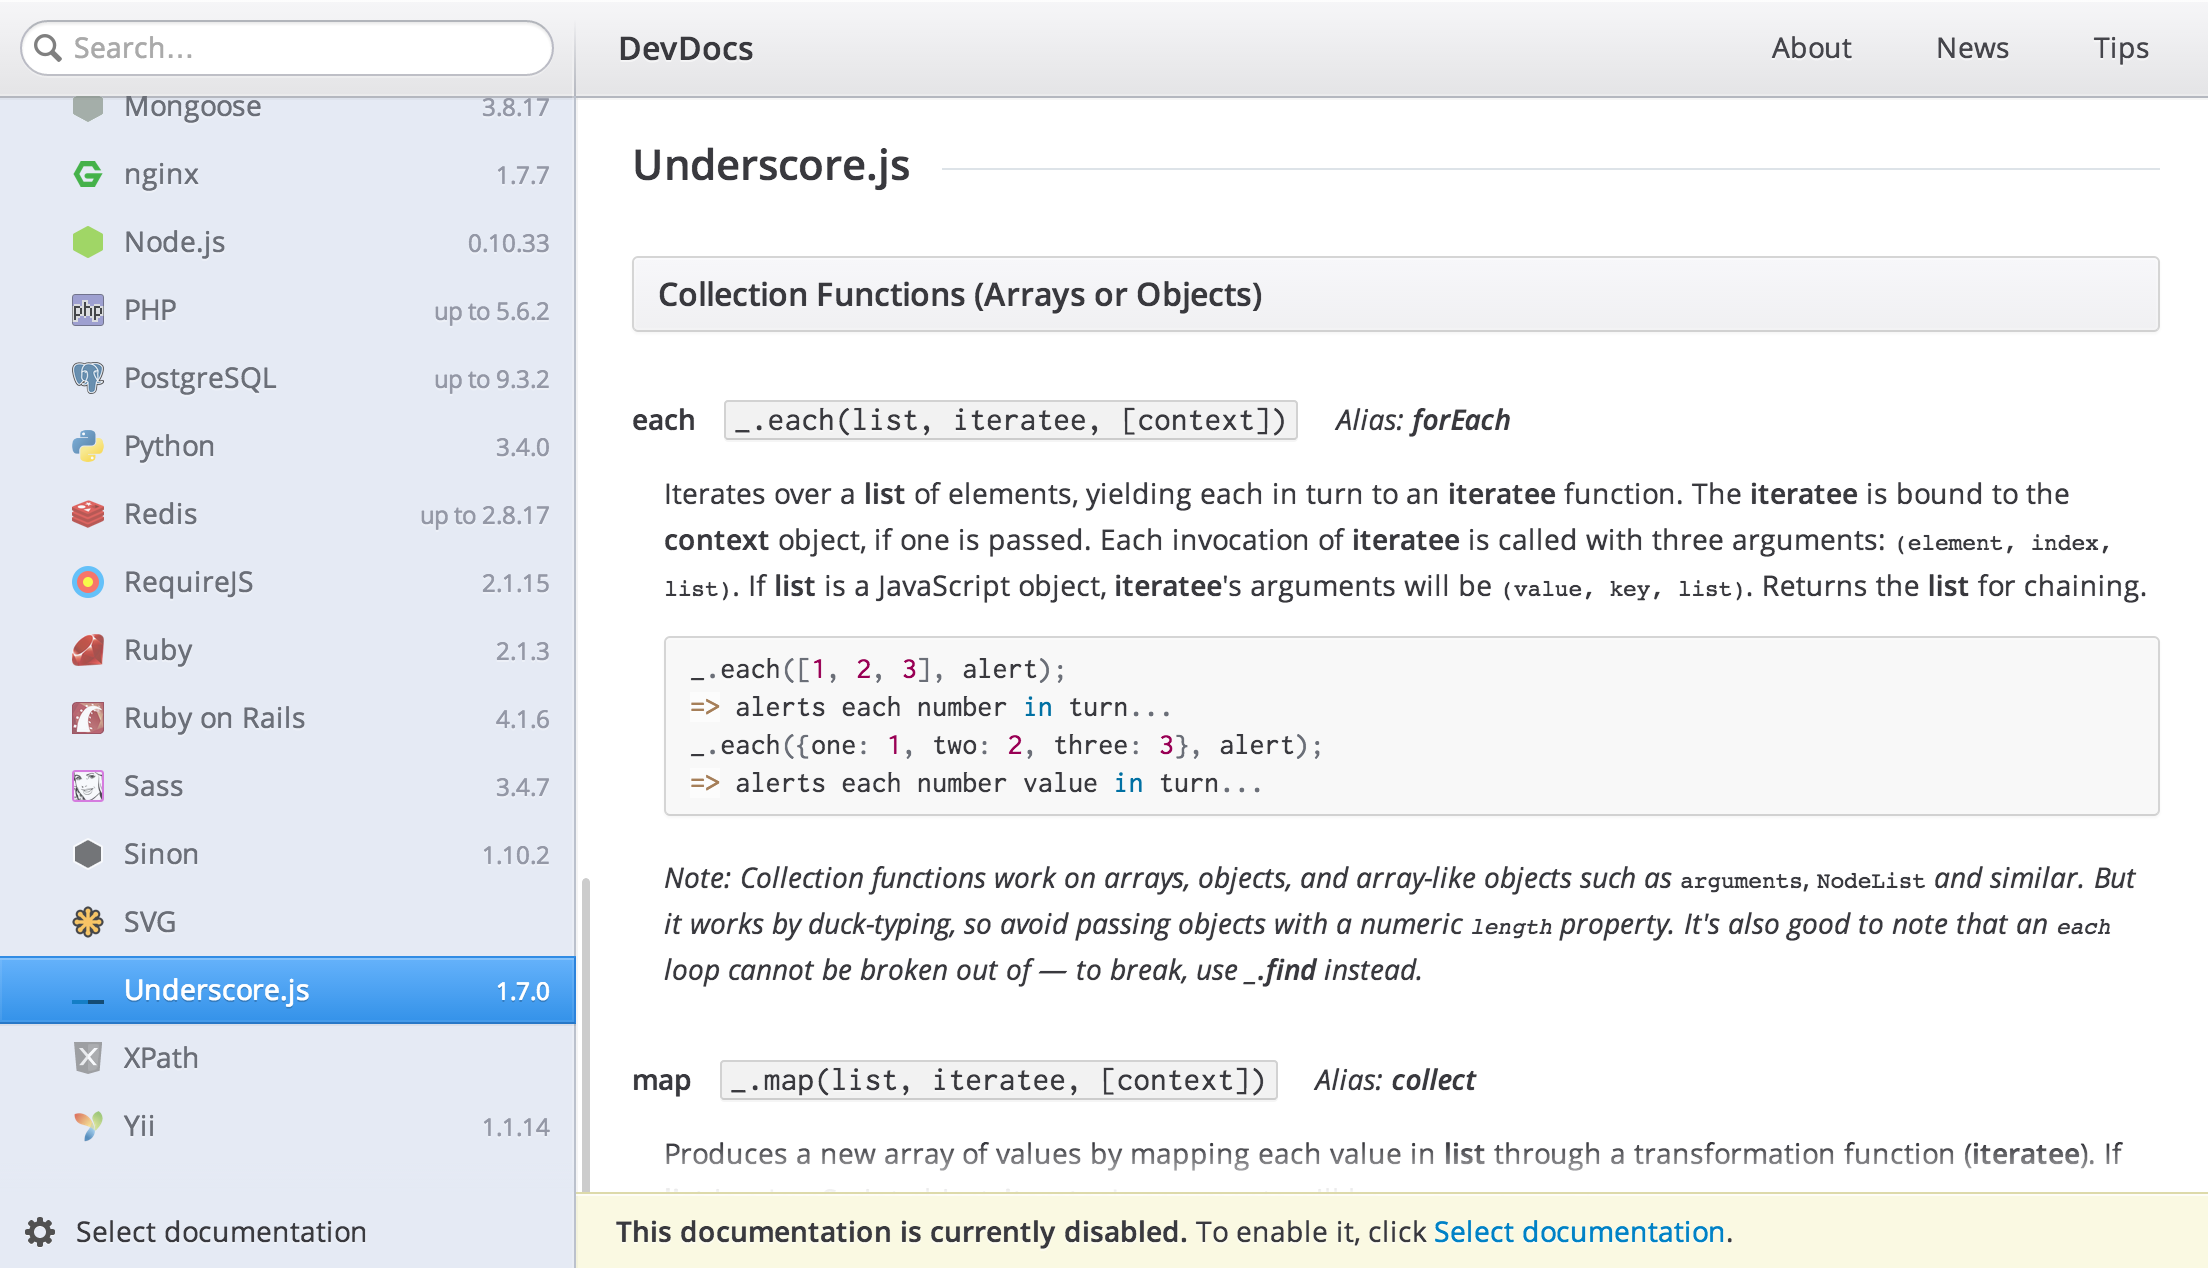 Search...
DevDocs
About
News
Tips
Mongoose 3.8.17
nginx 1.7.7
Node.js 0.10.33
php PHP up to 5.6.2
PostgreSQL up to 9.3.2
Python 3.4.0
Redis up to 2.8.17
RequireJS 2.1.15
Ruby 2.1.3
Ruby on Rails 4.1.6
Sass 3.4.7
Sinon 1.10.2
SVG
Underscore.js 1.7.0
XPath
Yii 1.1.14
Select documentation
Underscore.js
Collection Functions (Arrays or Objects)
each _.each(list, iteratee, [context]) Alias: forEach
Iterates over a list of elements, yielding each in turn to an iteratee function. The iteratee is bound to the
context object, if one is passed. Each invocation of iteratee is called with three arguments: (element, index,
list). If list is a JavaScript object, iteratee's arguments will be (value, key, list). Returns the list for chaining.
_.each([1, 2, 3], alert);
=> alerts each number in turn...
_.each({one: 1, two: 2, three: 3}, alert);
=> alerts each number value in turn...
Note: Collection functions work on arrays, objects, and array-like objects such as arguments, NodeList and similar. But
it works by duck-typing, so avoid passing objects with a numeric length property. It's also good to note that an each
loop cannot be broken out of — to break, use _.find instead.
map _.map(list, iteratee, [context]) Alias: collect
Produces a new array of values by mapping each value in list through a transformation function (iteratee). If
This documentation is currently disabled. To enable it, click Select documentation.